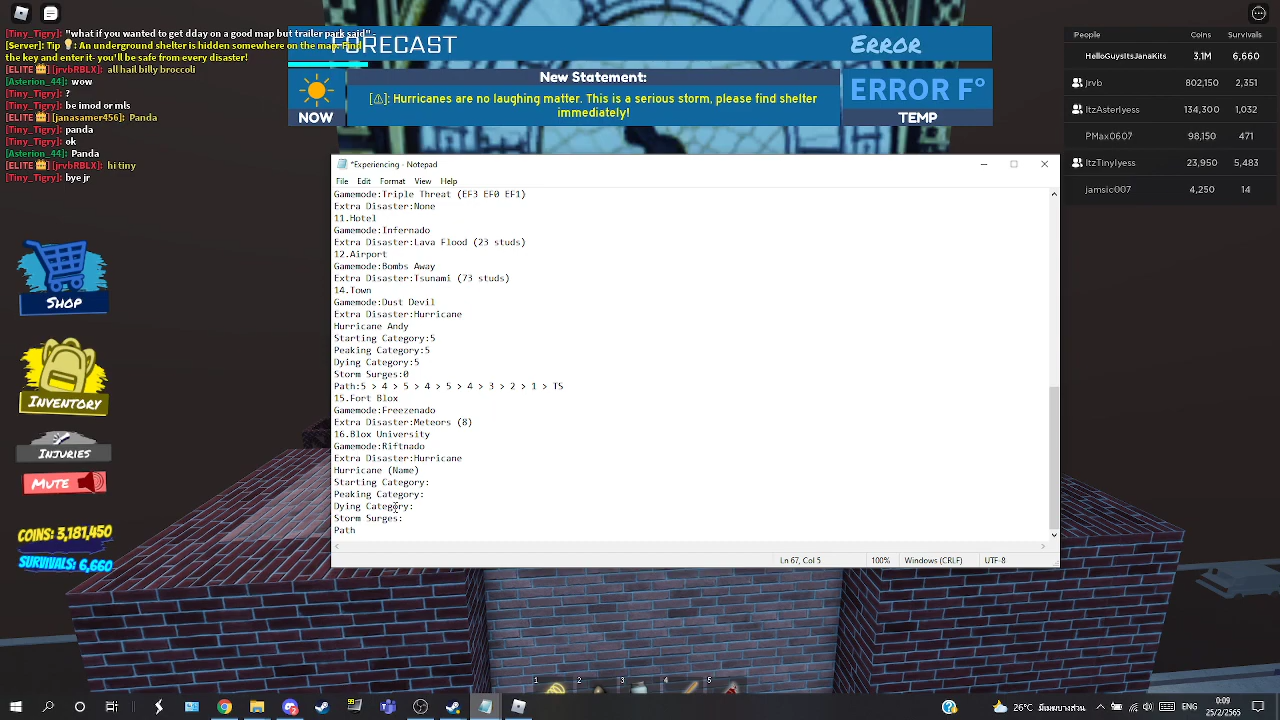 [Tiny_Tigry]: "what if you wanted to get dday on a good map but trailer park said"
[Server]: Tip 💡: An underground shelter is hidden somewhere on the map. Find
the key and enter it- you'll be safe from every disaster!
[ELITE 👑] [jrvbRBLX]: all hail billy broccoli
[Asterion_44]: wow
[Tiny_Tigry]: ?
[Tiny_Tigry]: be imod or mls
[ELITE 👑] [janasamer456]: Panda
[Tiny_Tigry]: panda
[Tiny_Tigry]: ok
[Asterion_44]: Panda
[ELITE 👑] [jrvbRBLX]: hi tiny
[Tiny_Tigry]: bye jr
FORECAST
ERROR
NOW
New Statement:
[⚠]: Hurricanes are no laughing matter. This is a serious storm, please find shelter
immediately!
ERROR F°
TEMP
People Coins Survivals
HelloGuysItsJanaKit 3.1M 6,660
Jrvb 802,250 2,351
ItzAsterlyess 134,300 1,032
PMax0607 98,150 471
ItzTinyIyess 23,950 5,483
Jamsic007 4,250 14
SHOP
INVENTORY
INJURIES
MUTE
COINS: 3,181,450
SURVIVALS: 6,660
*Experiencing - Notepad
File Edit Format View Help
Gamemode:Triple Threat (EF3 EF0 EF1)
Extra Disaster:None
11.Hotel
Gamemode:Infernado
Extra Disaster:Lava Flood (23 studs)
12.Airport
Gamemode:Bombs Away
Extra Disaster:Tsunami (73 studs)
14.Town
Gamemode:Dust Devil
Extra Disaster:Hurricane
Hurricane Andy
Starting Category:5
Peaking Category:5
Dying Category:5
Storm Surges:0
Path:5 > 4 > 5 > 4 > 5 > 4 > 3 > 2 > 1 > TS
15.Fort Blox
Gamemode:Freezenado
Extra Disaster:Meteors (8)
16.Blox University
Gamemode:Riftnado
Extra Disaster:Hurricane
Hurricane (Name)
Starting Category:
Peaking Category:
Dying Category:
Storm Surges:
Path
Ln 67, Col 5 100% Windows (CRLF) UTF-8
1 2 3 4 5
26°C
ENG
0:09
25/2/2565